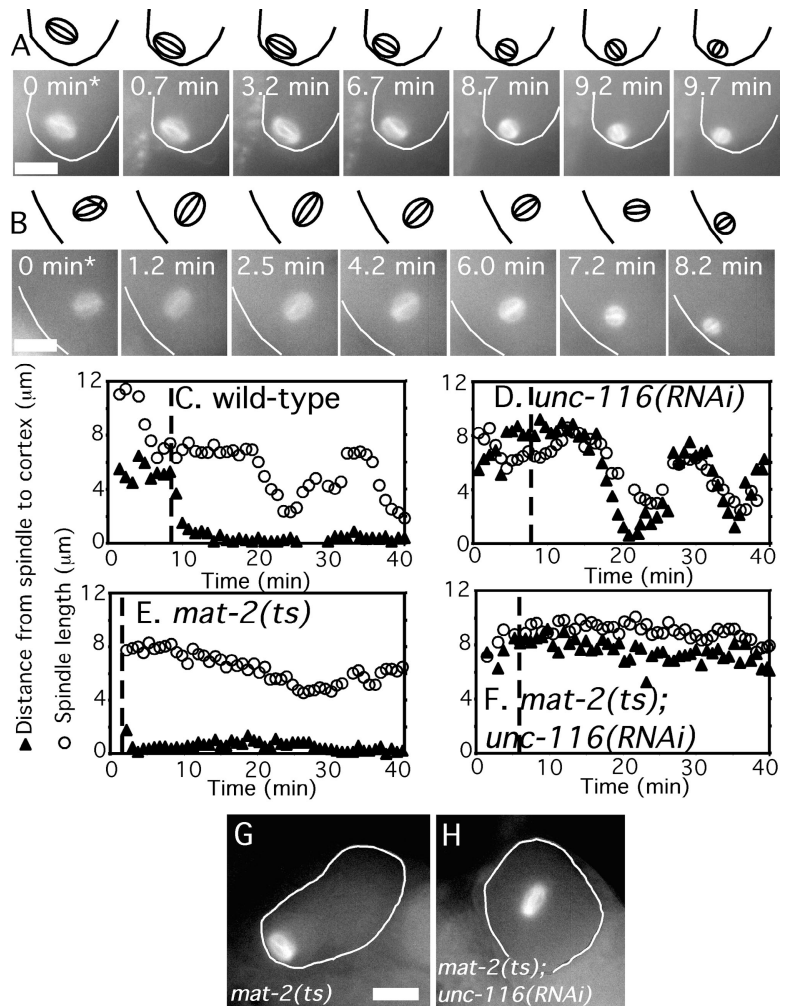 A
0 min*
0.7 min
3.2 min
6.7 min
8.7 min
9.2 min
9.7 min
B
0 min*
1.2 min
2.5 min
4.2 min
6.0 min
7.2 min
8.2 min
▲ Distance from spindle to cortex (μm)
○ Spindle length (μm)
12
C. wild-type
8
4
0
0 10 20 30 40
Time (min)
12
D. unc-116(RNAi)
8
4
0
0 10 20 30 40
Time (min)
12
E. mat-2(ts)
8
4
0
0 10 20 30 40
Time (min)
12
8
4
F. mat-2(ts);
unc-116(RNAi)
0
0 10 20 30 40
Time (min)
G
mat-2(ts)
H
mat-2(ts);
unc-116(RNAi)